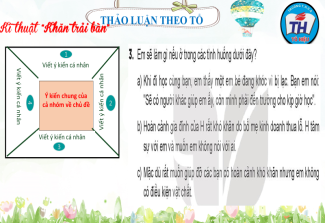 THẢO LUẬN THEO TỔ
Kĩ thuật "Khăn trải bàn"
1
Viết ý kiến cá nhân
Viết ý kiến cá nhân
4
Ý kiến chung của
cả nhóm về chủ đề
2
Viết ý kiến cá nhân
Viết ý kiến cá nhân
3
TH
3. Em sẽ làm gì nếu ở trong các tình huống dưới đây?
a) Khi đi học cùng bạn, em thấy một em bé đang khóc vì bị lạc. Bạn em nói:
"Sẽ có người khác giúp em ấy, còn mình phải đến trường cho kịp giờ học".
b) Hoàn cảnh gia đình của H rất khó khăn do bố mẹ kinh doanh thua lỗ. H tâm
sự với em và muốn em không nói với ai.
c) Mặc dù rất muốn giúp đỡ các bạn có hoàn cảnh khó khăn nhưng em không
có điều kiện vật chất.